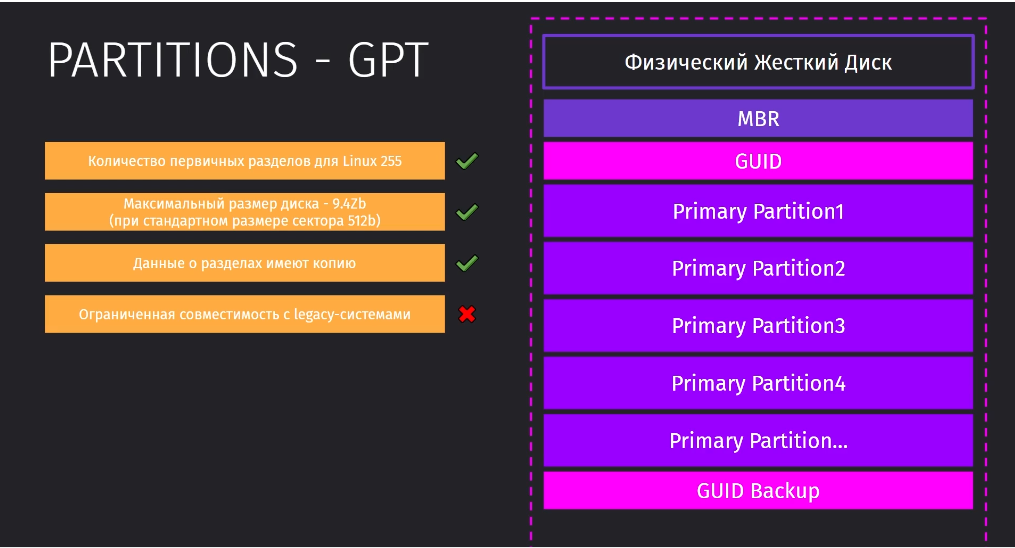 PARTITIONS - GPT
Количество первичных разделов для Linux 255
Максимальный размер диска - 9.4Zb
(при стандартном размере сектора 512b)
Данные о разделах имеют копию
Ограниченная совместимость с legacy-системами
Физический Жесткий Диск
MBR
GUID
Primary Partition1
Primary Partition2
Primary Partition3
Primary Partition4
Primary Partition...
GUID Backup